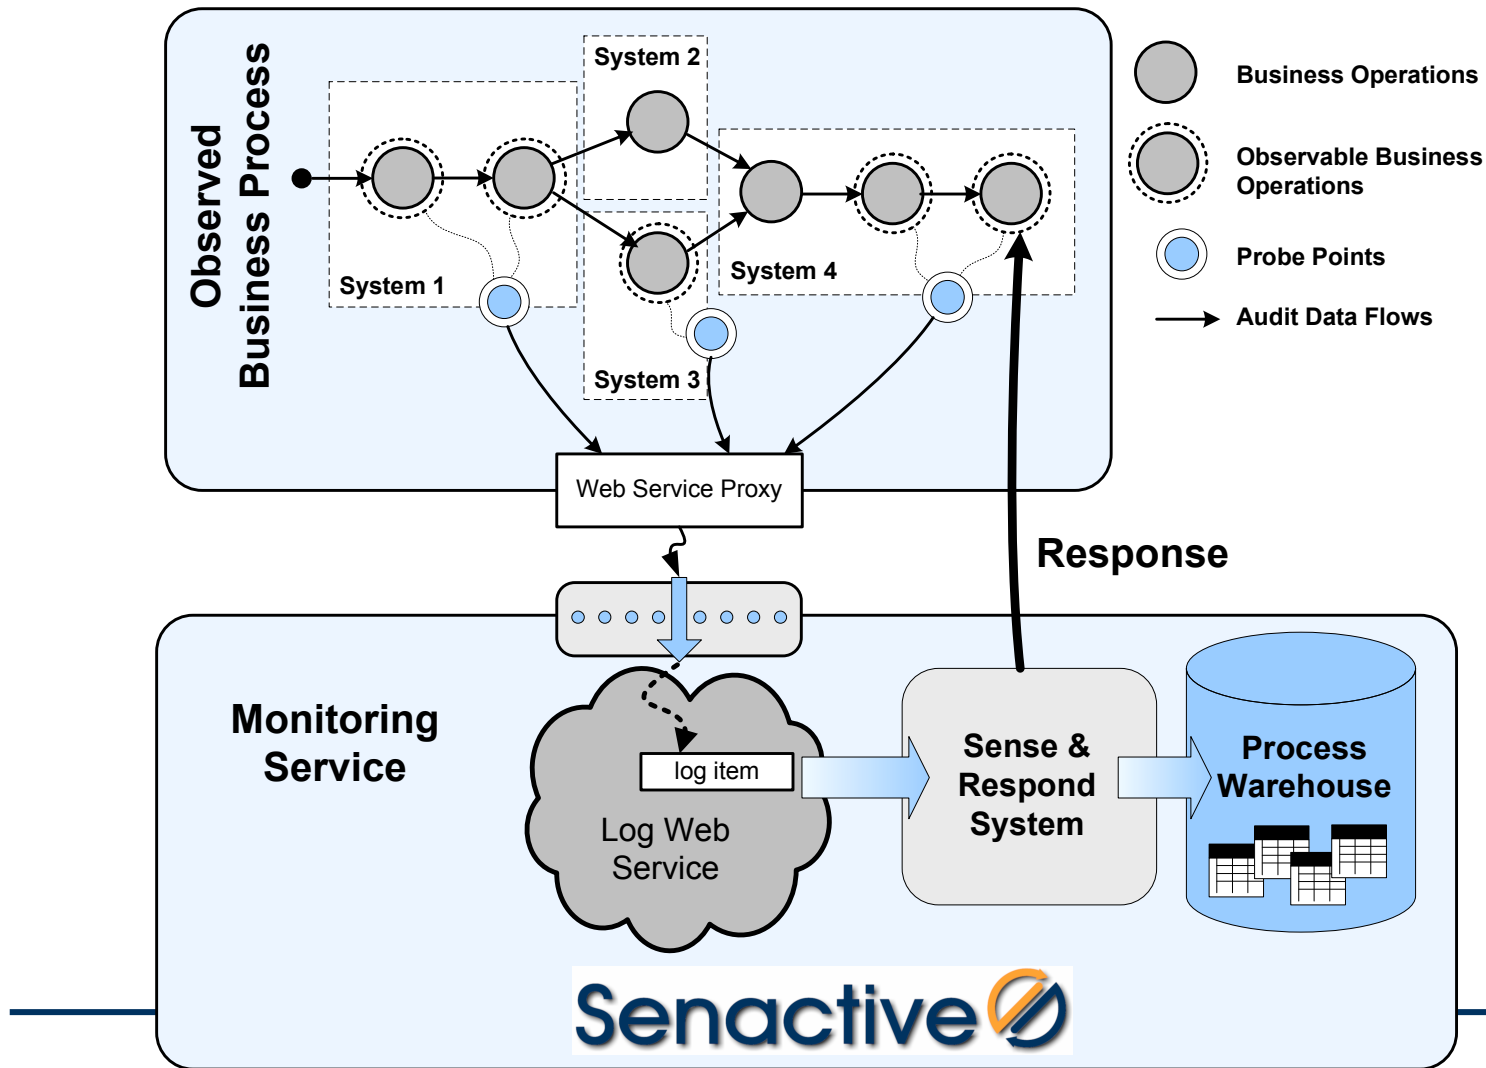 Observed
Business Process
System 1
System 2
System 3
System 4
Business Operations
Observable Business
Operations
Probe Points
Audit Data Flows
Web Service Proxy
Response
Monitoring
Service
log item
Log Web
Service
Sense &
Respond
System
Process
Warehouse
Senactive